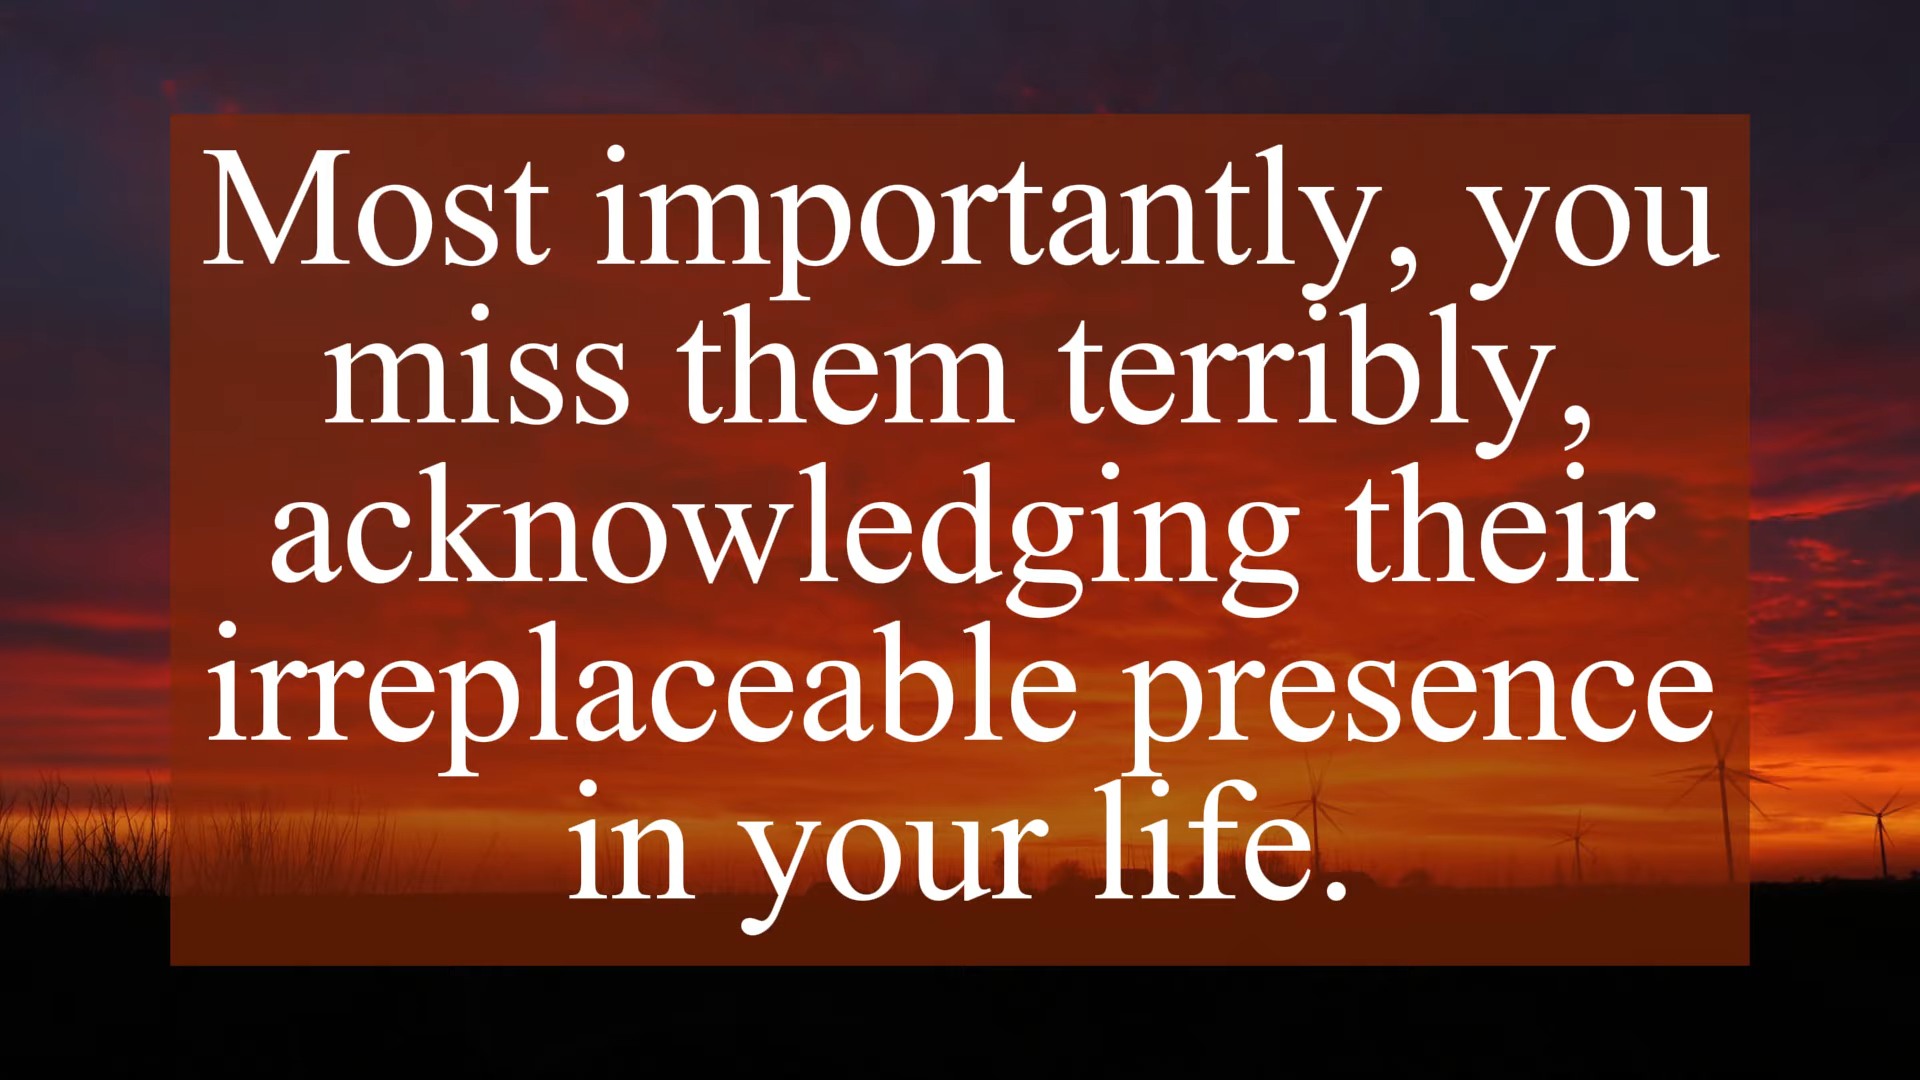 Most importantly, you
miss them terribly,
acknowledging their
irreplaceable presence
in your life.